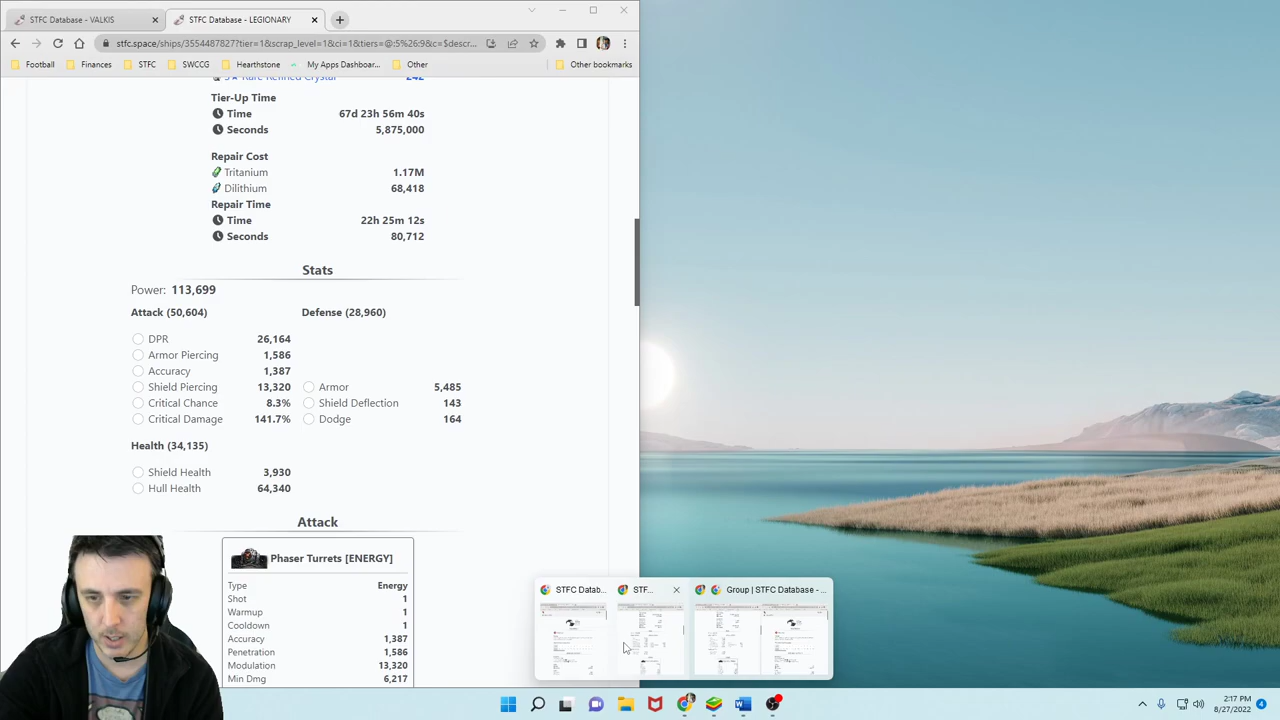 STFC Database - VALKIS
STFC Database - LEGIONARY
stfc.space/ships/3554487827?tier=1&scrap_level=1&ci=1&tiers=@:5%26:9&c=$descr...
Football
Finances
STFC
SWCCG
Hearthstone
My Apps Dashboar...
Other
Other bookmarks
3★ Rare Refined Crystal 242
Tier-Up Time
Time 67d 23h 56m 40s
Seconds 5,875,000
Repair Cost
Tritanium 1.17M
Dilithium 68,418
Repair Time
Time 22h 25m 12s
Seconds 80,712
Stats
Power: 113,699
Attack (50,604) Defense (28,960)
DPR 26,164
Armor Piercing 1,586
Accuracy 1,387
Shield Piercing 13,320 Armor 5,485
Critical Chance 8.3% Shield Deflection 143
Critical Damage 141.7% Dodge 164
Health (34,135)
Shield Health 3,930
Hull Health 64,340
Attack
Phaser Turrets [ENERGY]
Type Energy
Shot 1
Warmup 1
Cooldown 1
Accuracy 1,387
Penetration 1,586
Modulation 13,320
Min Dmg 6,217
STFC Datab...
STF...
Group | STFC Database - ...
2:17 PM
8/27/2022
4